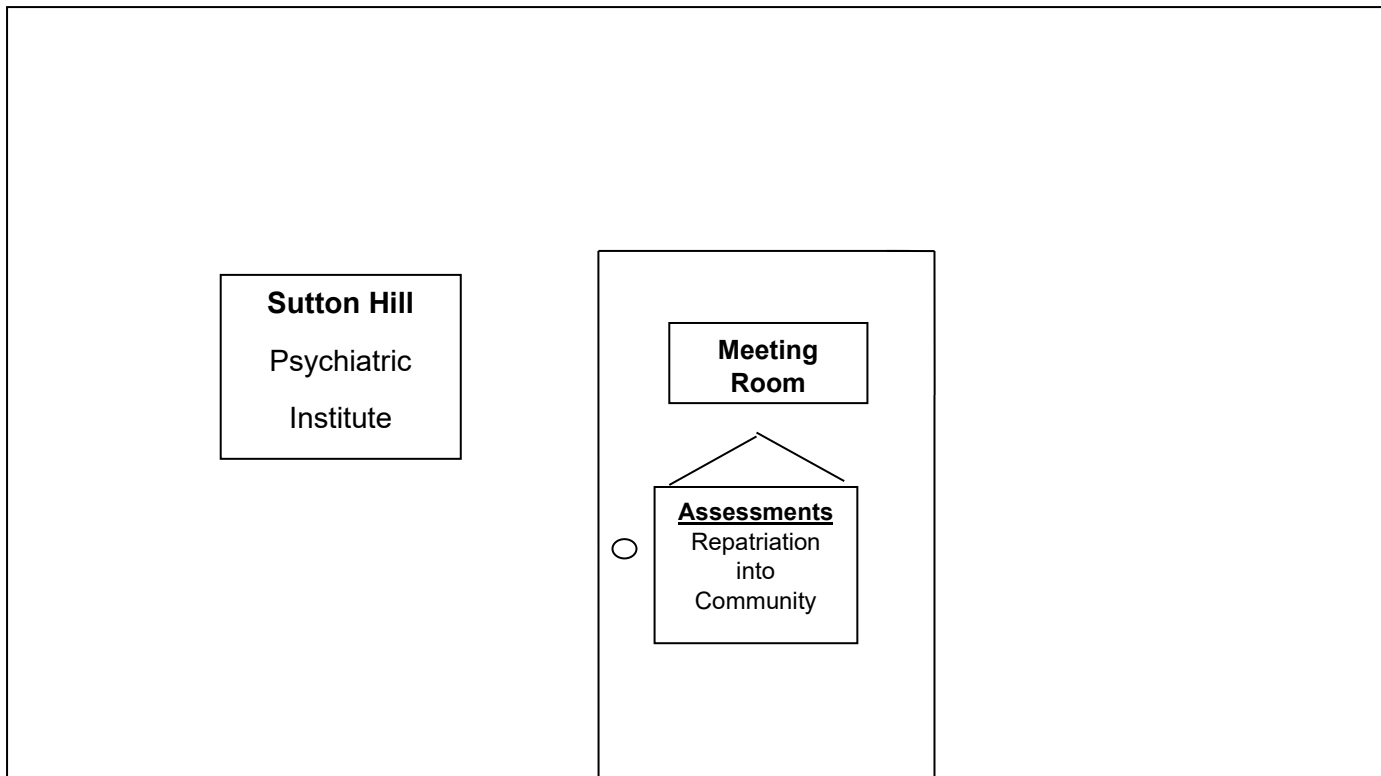 Sutton Hill
Psychiatric
Institute
Meeting
Room
Assessments
Repatriation
into
Community